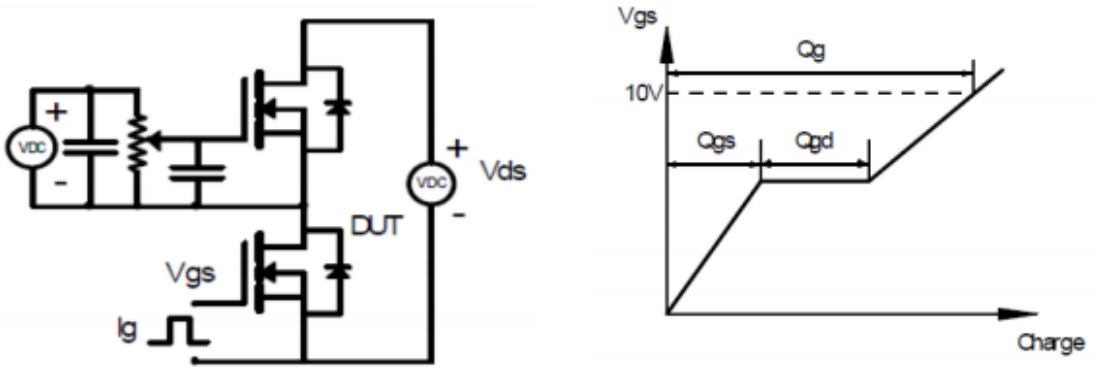 +
VDC
-
+
VDC
-
Vds
DUT
Vgs
Ig
Vgs
Qg
10V
Qgs
Qgd
Charge